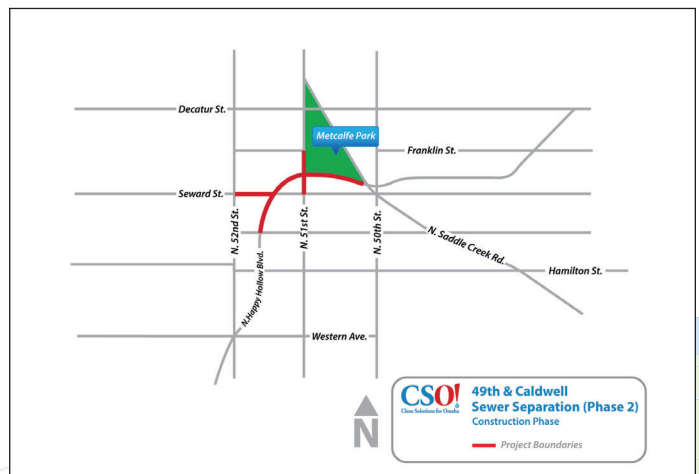 Decatur St.
Metcalfe Park
Franklin St.
Seward St.
N. 52nd St.
N. 51st St.
N. 50th St.
N. Saddle Creek Rd.
N.Happy Hollow Blvd.
Hamilton St.
Western Ave.
N
CSO!
Clean Solutions for Omaha
49th & Caldwell
Sewer Separation (Phase 2)
Construction Phase
Project Boundaries